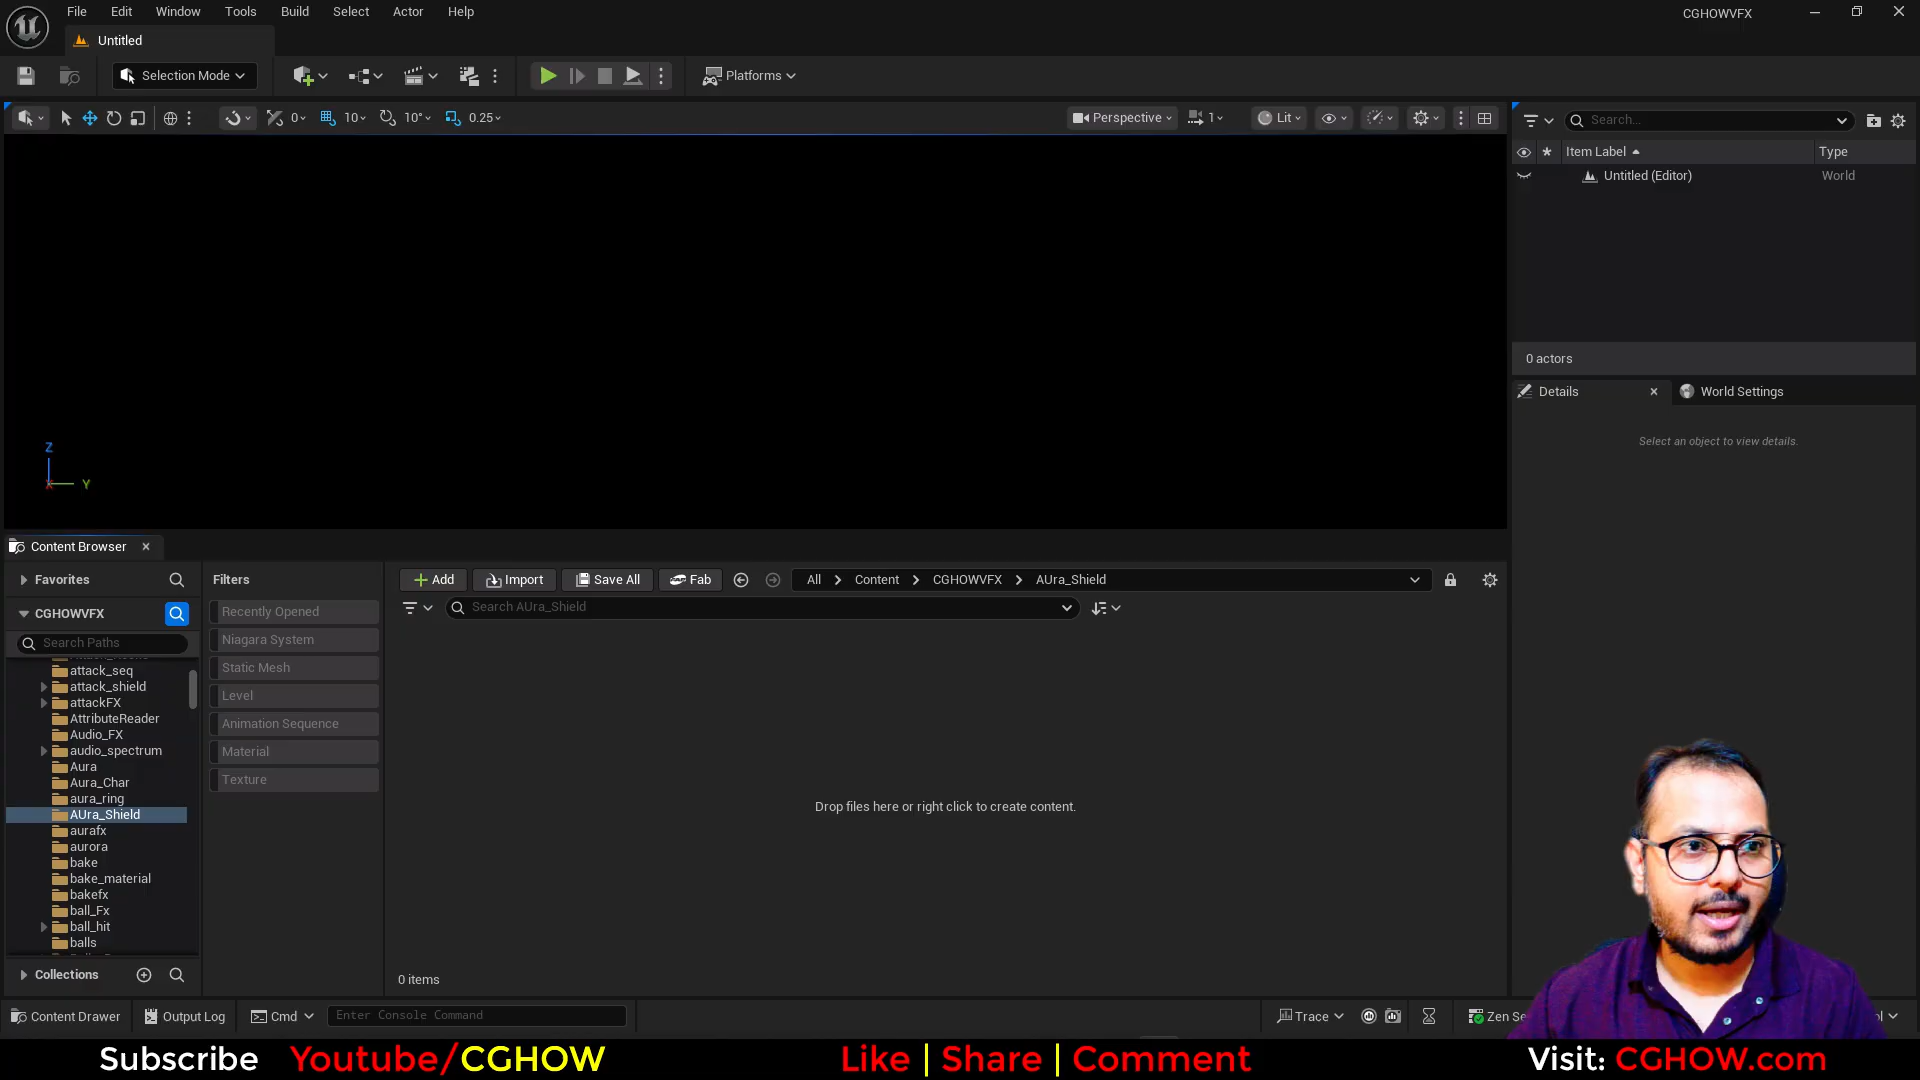 File Edit Window Tools Build Select Actor Help
CGHOWVFX
Untitled
Selection Mode
Platforms
0 10 10° 0.25
Perspective 1 Lit
Search...
Item Label Type
Untitled (Editor) World
0 actors
Details World Settings
Select an object to view details.
Z
X Y
Content Browser
Favorites
Filters
Add Import Save All Fab All Content CGHOWVFX AUra_Shield
CGHOWVFX
Search AUra_Shield
Search Paths
attack_seq
attack_shield
attackFX
AttributeReader
Audio_FX
audio_spectrum
Aura
Aura_Char
aura_ring
AUra_Shield
aurafx
aurora
bake
bake_material
bakefx
ball_Fx
ball_hit
balls
Recently Opened
Niagara System
Static Mesh
Level
Animation Sequence
Material
Texture
Drop files here or right click to create content.
Collections
0 items
Content Drawer Output Log Cmd Enter Console Command Trace Zen Se
Subscribe Youtube/CGHOW Like | Share | Comment Visit: CGHOW.com